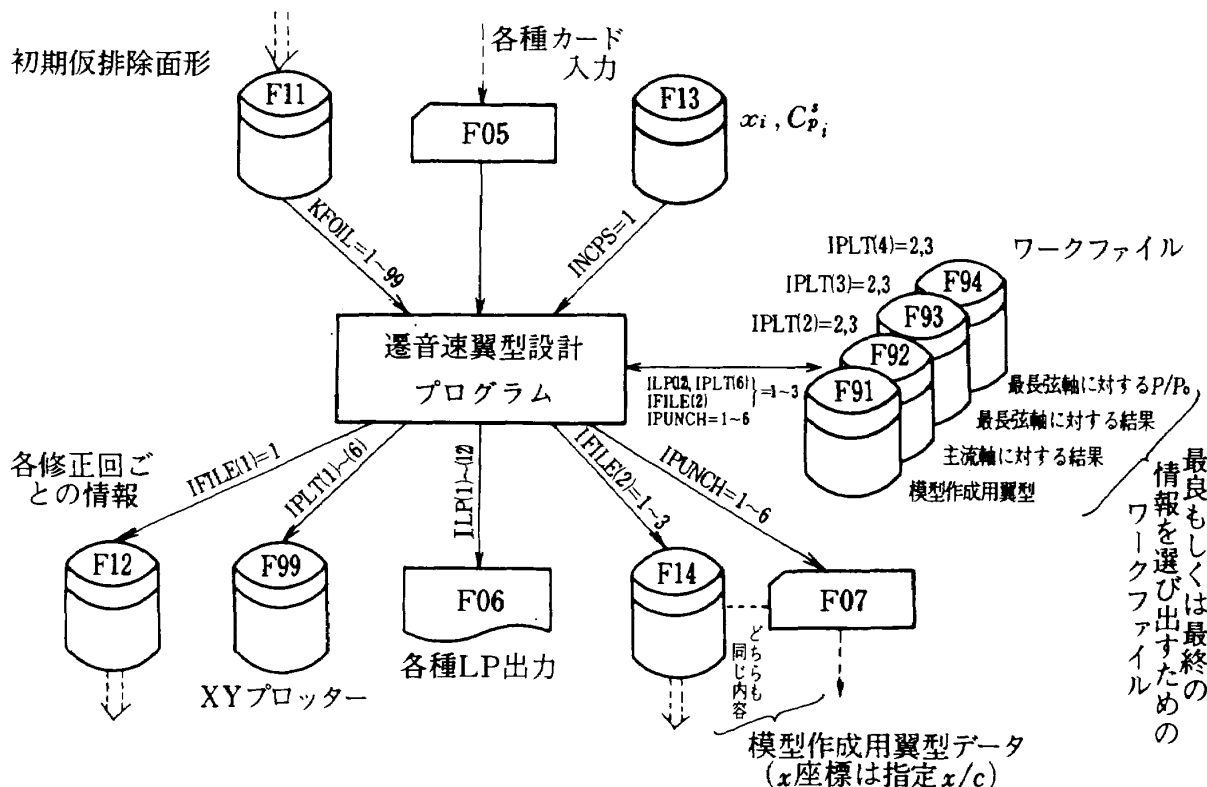 初期仮排除面形
F11
各種カード
入力
F05
F13
x_i , C^s_{p_i}
KFOIL=1~99
INCPS=1
遷音速翼型設計
プログラム
ワークファイル
IPLT(4)=2,3
IPLT(3)=2,3
IPLT(2)=2,3
F94
F93
F92
F91
ILP(12), IPLT(6)
IFILE(2)
}=1~3
IPUNCH=1~6
最長弦軸に対するP/P₀
最長弦軸に対する結果
主流軸に対する結果
模型作成用翼型
最良もしくは最終の
情報を選び出すための
ワークファイル
各修正回ご
との情報
IFILE(1)=1
IPLT(1)~(6)
ILP(1)~(12)
IFILE(2)=1~3
IPUNCH=1~6
F12
F99
F06
F14
F07
XYプロッター
各種LP出力
どちらも
同じ内容
模型作成用翼型データ
(x座標は指定x/c)